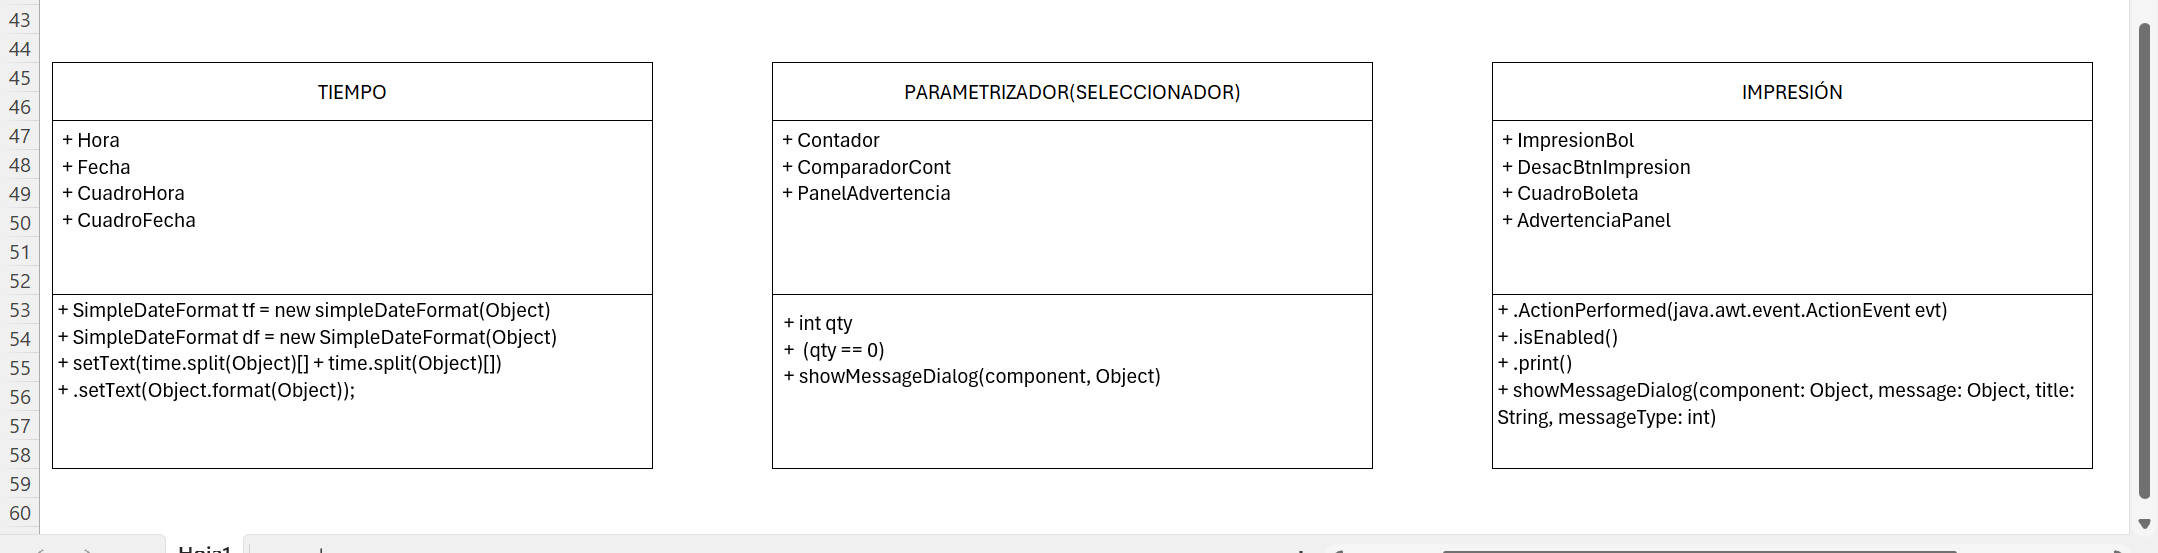 43
44
45
46
47
48
49
50
51
52
53
54
55
56
57
58
59
60
TIEMPO
+ Hora
+ Fecha
+ CuadroHora
+ CuadroFecha
+ SimpleDateFormat tf = new simpleDateFormat(Object)
+ SimpleDateFormat df = new SimpleDateFormat(Object)
+ setText(time.split(Object)[] + time.split(Object)[])
+ .setText(Object.format(Object));
PARAMETRIZADOR(SELECCIONADOR)
+ Contador
+ ComparadorCont
+ PanelAdvertencia
+ int qty
+ (qty == 0)
+ showMessageDialog(component, Object)
IMPRESIÓN
+ ImpresionBol
+ DesacBtnImpresion
+ CuadroBoleta
+ AdvertenciaPanel
+ .ActionPerformed(java.awt.event.ActionEvent evt)
+ .isEnabled()
+ .print()
+ showMessageDialog(component: Object, message: Object, title:
String, messageType: int)
Hoja1